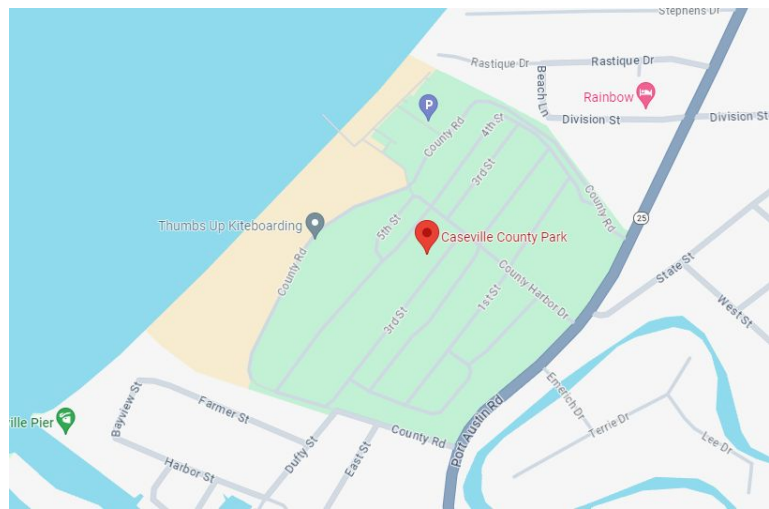 Stephens Dr
Rastique Dr
Rastique Dr
Beach Ln
Rainbow
P
Division St
Division St
County Rd
4th St
3rd St
County Rd
25
Thumbs Up Kiteboarding
5th St
Caseville County Park
County Rd
County Harbor Dr
State St
1st St
West St
3rd St
Emerich Dr
Bayview St
Farmer St
ville Pier
Terrie Dr
Port Austin Rd
County Rd
Lee Dr
Dufty St
East St
Harbor St